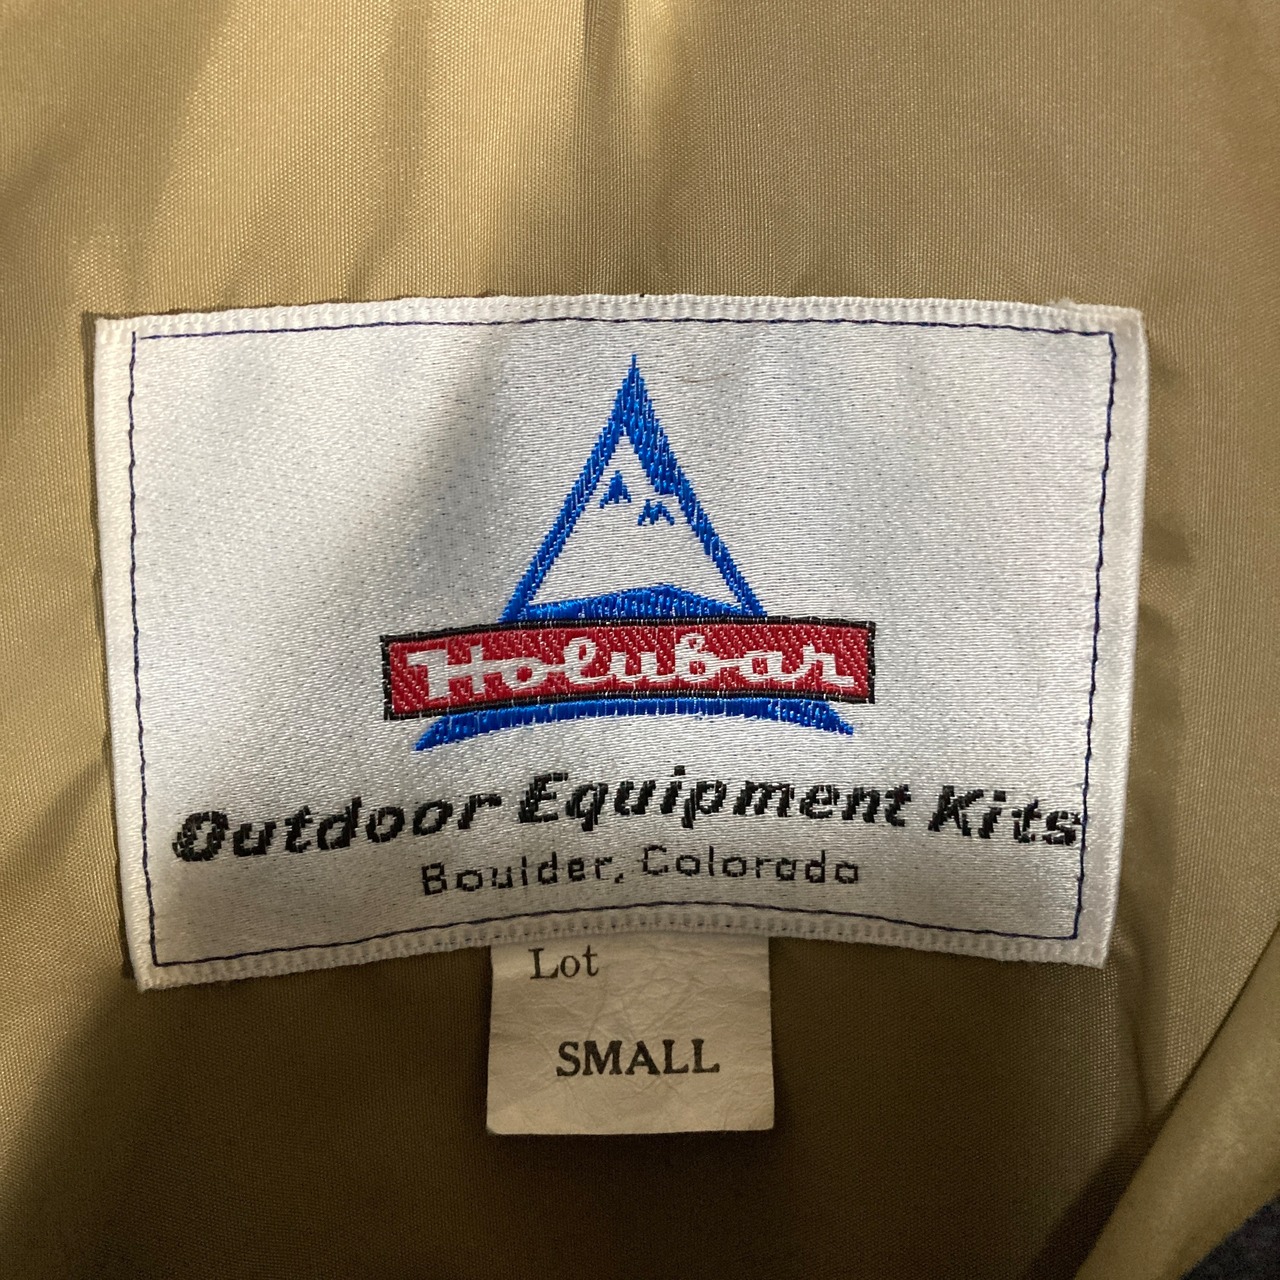 Holubar
Outdoor Equipment Kits
Boulder, Colorado
Lot
SMALL